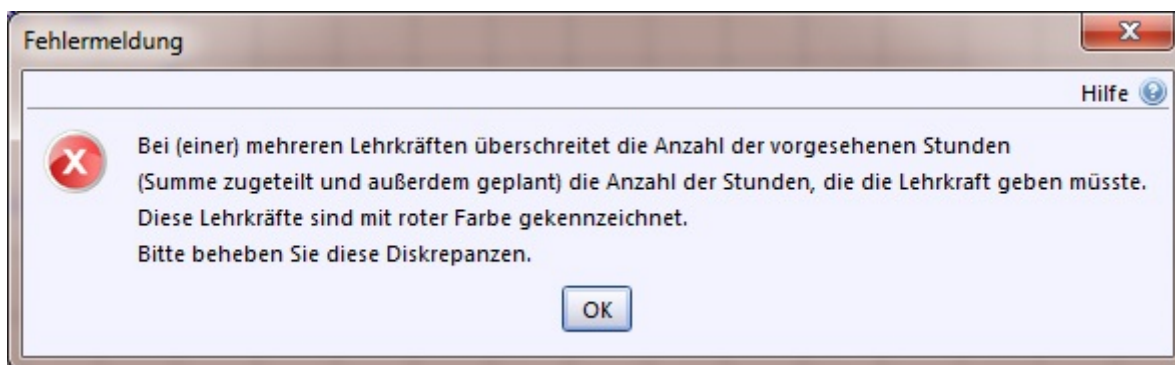 Fehlermeldung
Hilfe
Bei (einer) mehreren Lehrkräften überschreitet die Anzahl der vorgesehenen Stunden
(Summe zugeteilt und außerdem geplant) die Anzahl der Stunden, die die Lehrkraft geben müsste.
Diese Lehrkräfte sind mit roter Farbe gekennzeichnet.
Bitte beheben Sie diese Diskrepanzen.
OK